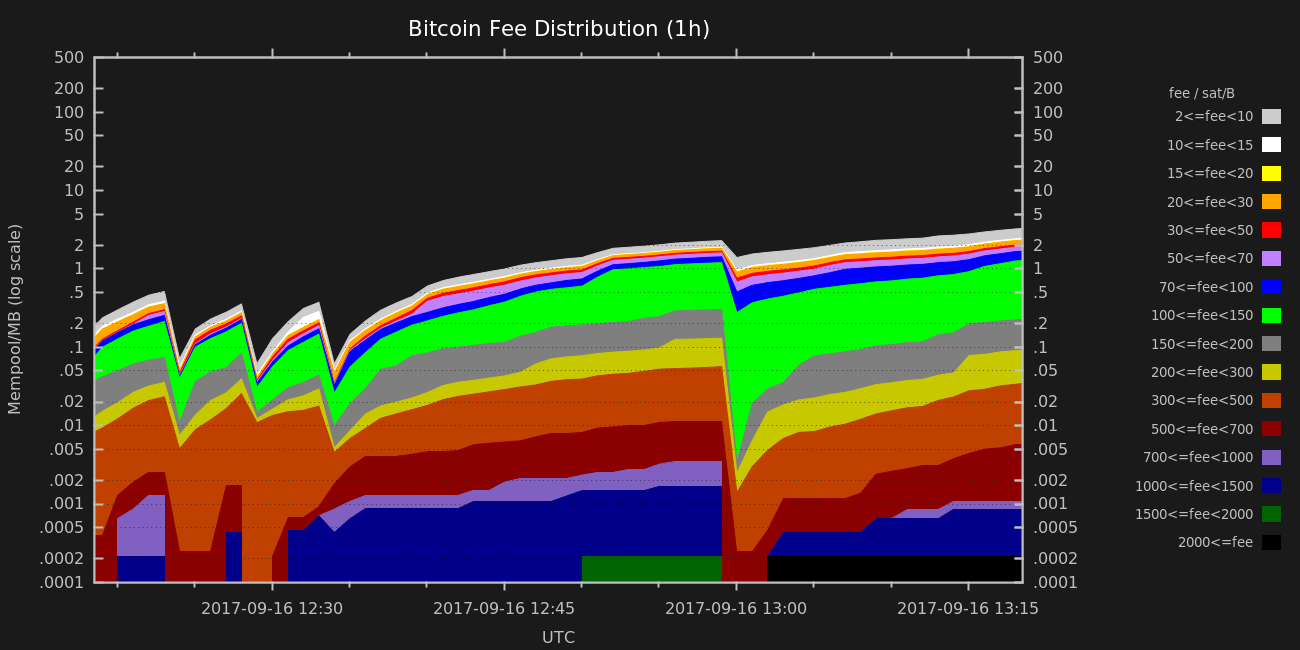 Bitcoin Fee Distribution (1h)
500 500
200 200
100 100
50 50
20 20
10 10
5 5
2 2
1 1
.5 .5
.2 .2
.1 .1
.05 .05
.02 .02
.01 .01
.005 .005
.002 .002
.001 .001
.0005 .0005
.0002 .0002
.0001 .0001
Mempool/MB (log scale)
2017-09-16 12:30 2017-09-16 12:45 2017-09-16 13:00 2017-09-16 13:15
UTC
fee / sat/B
2<=fee<10
10<=fee<15
15<=fee<20
20<=fee<30
30<=fee<50
50<=fee<70
70<=fee<100
100<=fee<150
150<=fee<200
200<=fee<300
300<=fee<500
500<=fee<700
700<=fee<1000
1000<=fee<1500
1500<=fee<2000
2000<=fee